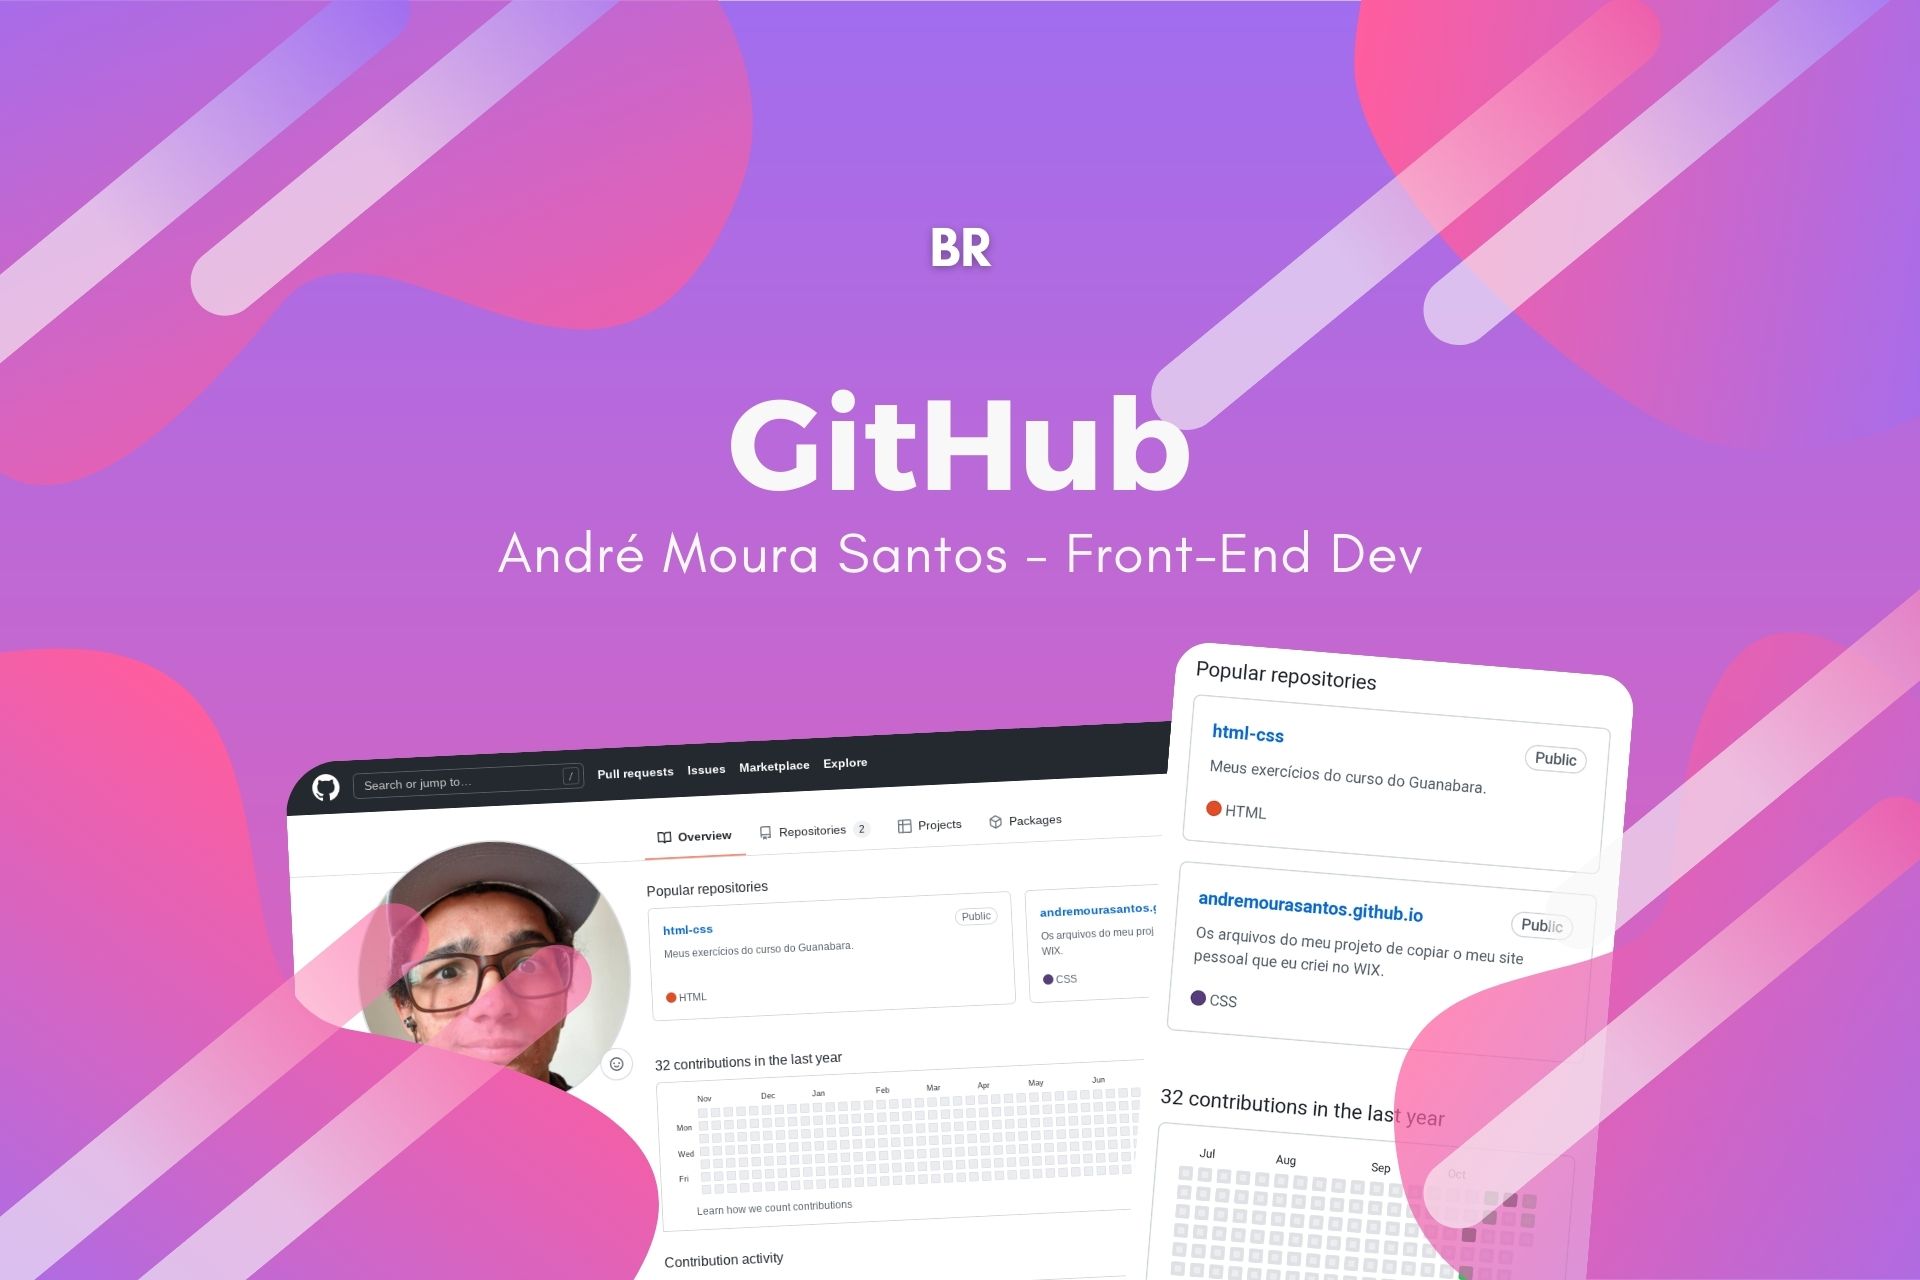 BR
GitHub
André Moura Santos - Front-End Dev
Search or jump to... /
Pull requests Issues Marketplace Explore
Overview Repositories 2 Projects Packages
Popular repositories
html-css Public
Meus exercícios do curso do Guanabara.
HTML
andremourasantos.g
Os arquivos do meu proj
WIX.
CSS
32 contributions in the last year
Nov Dec Jan Feb Mar Apr May Jun
Mon
Wed
Fri
Learn how we count contributions
Contribution activity
Popular repositories
html-css Public
Meus exercícios do curso do Guanabara.
HTML
andremourasantos.github.io Public
Os arquivos do meu projeto de copiar o meu site
pessoal que eu criei no WIX.
CSS
32 contributions in the last year
Jul Aug Sep Oct